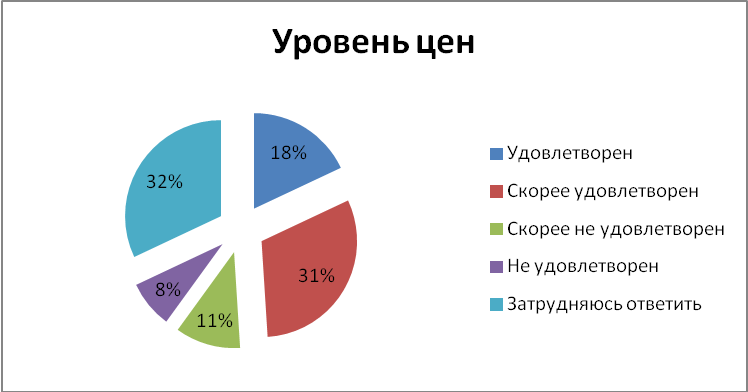 Уровень цен
18%
31%
11%
8%
32%
Удовлетворен
Скорее удовлетворен
Скорее не удовлетворен
Не удовлетворен
Затрудняюсь ответить